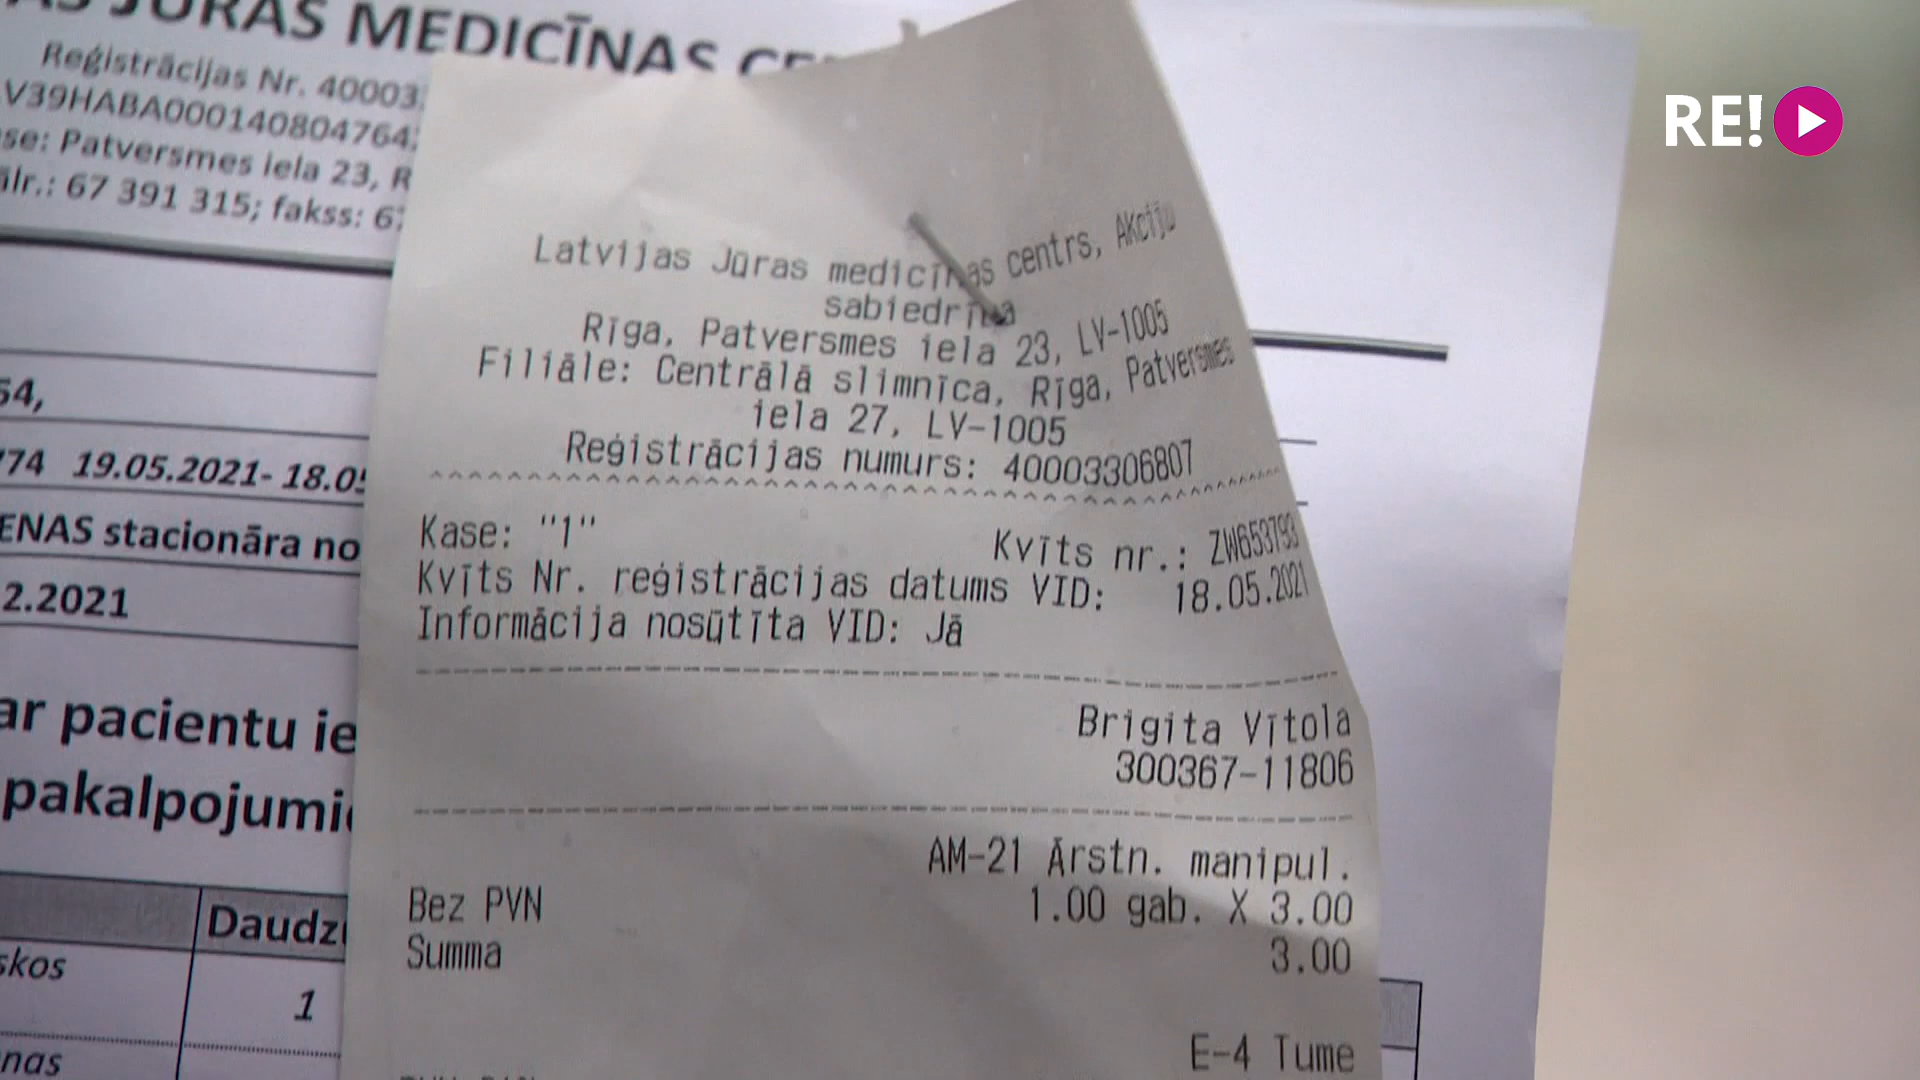 JŪRAS MEDICĪNAS
Reģistrācijas Nr. 40003
V39HABA000140804764
se: Patversmes iela 23, R
ālr.: 67 391 315; fakss: 67
RE!
Latvijas Jūras medicīnas centrs, Akciju
sabiedrība
Rīga, Patversmes iela 23, LV-1005
Filiāle: Centrālā slimnīca, Rīga, Patversmes
iela 27, LV-1005
Reģistrācijas numurs: 40003306807
54,
774 19.05.2021- 18.05
ENAS stacionāra no
2.2021
Kase: "1" Kvīts nr.: ZW653793
Kvīts Nr. reģistrācijas datums VID: 18.05.2021
Informācija nosūtīta VID: Jā
Brigita Vītola
300367-11806
ar pacientu ie
pakalpojumi
AM-21 Ārstn. manipul.
Bez PVN 1.00 gab. X 3.00
Summa 3.00
E-4 Tume
Daudz
skos
1
nas